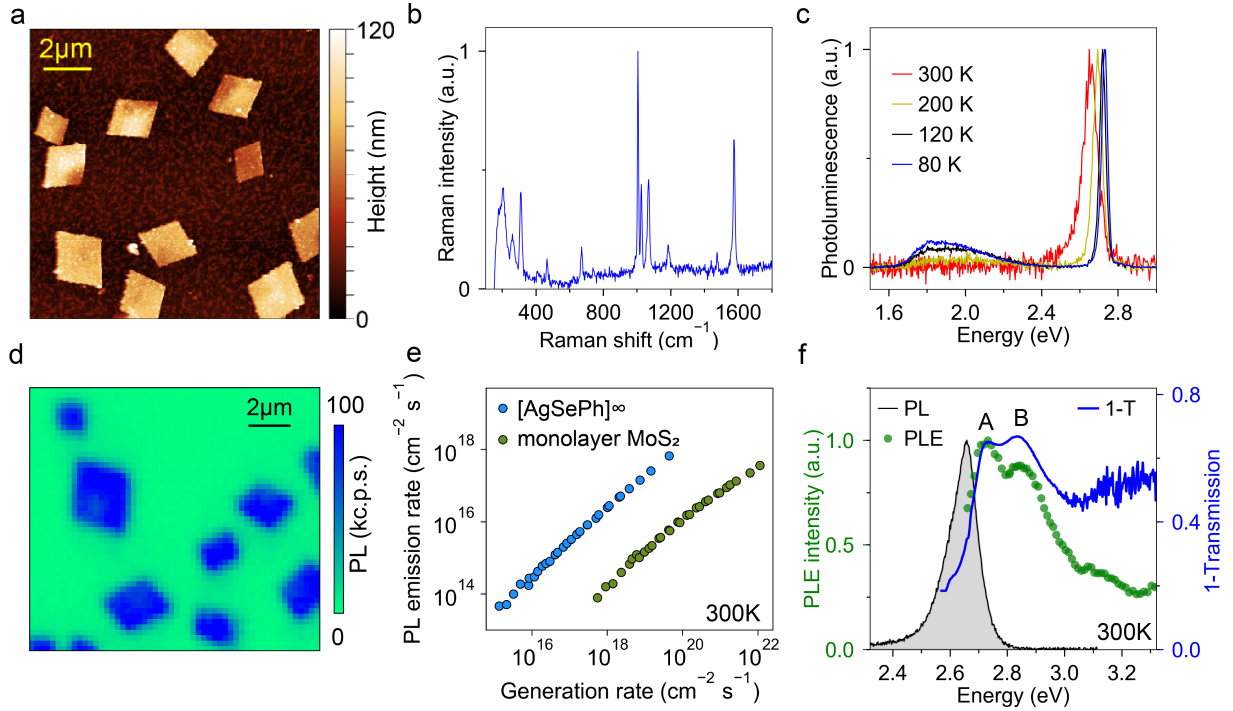 a
2μm
120
Height (nm)
0
b
Raman intensity (a.u.)
1
0
400
800
1200
1600
Raman shift (cm⁻¹)
c
Photoluminescence (a.u.)
1
0
300 K
200 K
120 K
80 K
1.6
2.0
2.4
2.8
Energy (eV)
d
2μm
100
PL (kc.p.s.)
0
e
PL emission rate (cm⁻² s⁻¹)
10¹⁸
10¹⁶
10¹⁴
[AgSePh]∞
monolayer MoS₂
300K
10¹⁶
10¹⁸
10²⁰
10²²
Generation rate (cm⁻² s⁻¹)
f
PLE intensity (a.u.)
1.0
0.5
0.0
PL
PLE
A
B
1-T
0.8
0.4
0.0
1-Transmission
300K
2.4
2.6
2.8
3.0
3.2
Energy (eV)